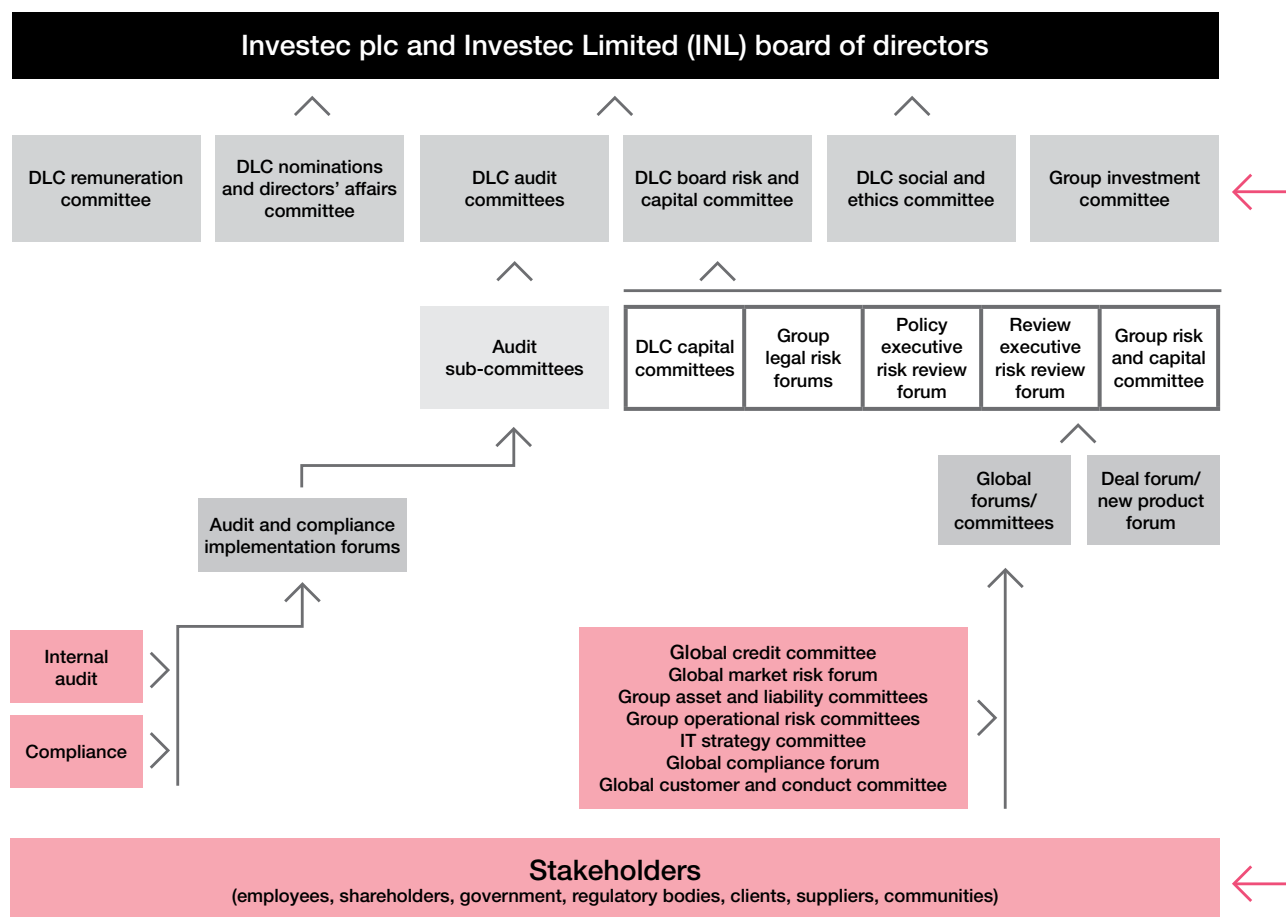 Investec plc and Investec Limited (INL) board of directors
DLC remuneration
committee
DLC nominations
and directors’ affairs
committee
DLC audit
committees
DLC board risk and
capital committee
DLC social and
ethics committee
Group investment
committee
Audit
sub-committees
DLC capital
committees
Group
legal risk
forums
Policy
executive
risk review
forum
Review
executive
risk review
forum
Group risk
and capital
committee
Global
forums/
committees
Deal forum/
new product
forum
Audit and compliance
implementation forums
Internal
audit
Compliance
Global credit committee
Global market risk forum
Group asset and liability committees
Group operational risk committees
IT strategy committee
Global compliance forum
Global customer and conduct committee
Stakeholders
(employees, shareholders, government, regulatory bodies, clients, suppliers, communities)